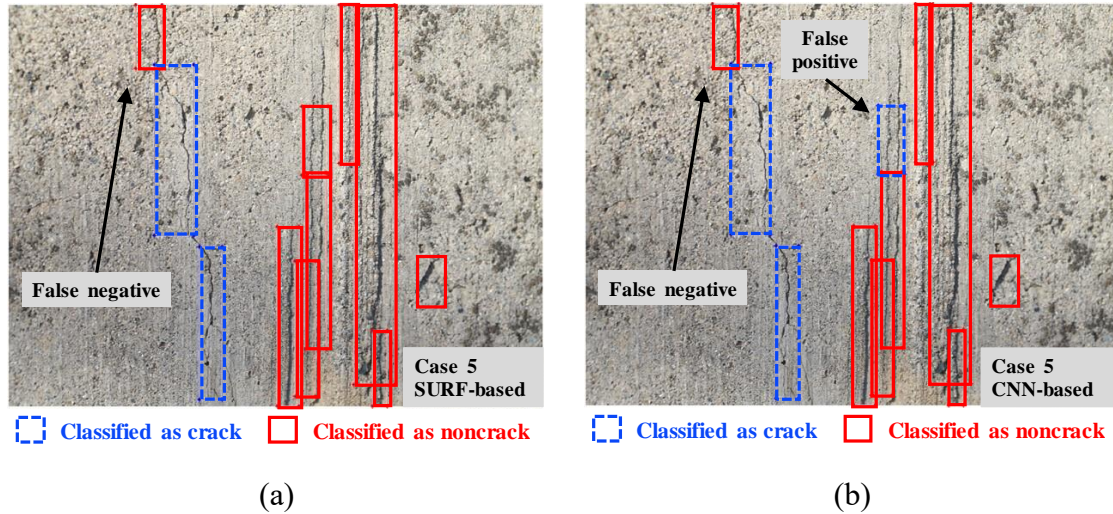 False negative
Case 5
SURF-based
Classified as crack
Classified as noncrack
(a)
False
positive
False negative
Case 5
CNN-based
Classified as crack
Classified as noncrack
(b)